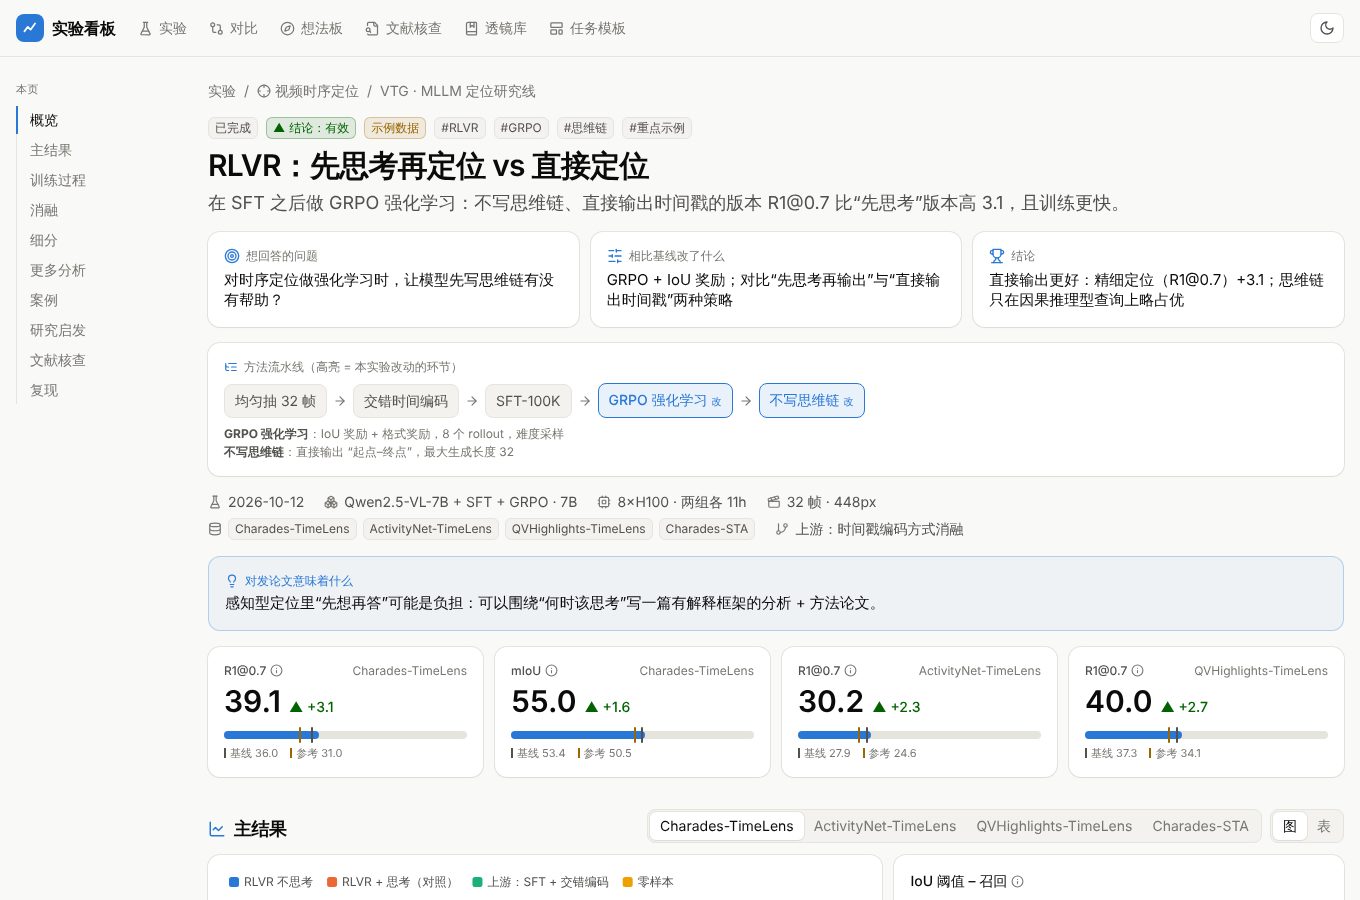 实验看板
实验
对比
想法板
文献核查
透镜库
任务模板
本页
概览
主结果
训练过程
消融
细分
更多分析
案例
研究启发
文献核查
复现
实验 / 视频时序定位 / VTG · MLLM 定位研究线
已完成 ▲ 结论：有效 示例数据 #RLVR #GRPO #思维链 #重点示例
RLVR：先思考再定位 vs 直接定位
在 SFT 之后做 GRPO 强化学习：不写思维链、直接输出时间戳的版本 R1@0.7 比“先思考”版本高 3.1，且训练更快。
想回答的问题
对时序定位做强化学习时，让模型先写思维链有没
有帮助？
相比基线改了什么
GRPO + IoU 奖励；对比“先思考再输出”与“直接输
出时间戳”两种策略
结论
直接输出更好：精细定位（R1@0.7）+3.1；思维链
只在因果推理型查询上略占优
方法流水线（高亮 = 本实验改动的环节）
均匀抽 32 帧 → 交错时间编码 → SFT-100K → GRPO 强化学习 改 → 不写思维链 改
GRPO 强化学习：IoU 奖励 + 格式奖励，8 个 rollout，难度采样
不写思维链：直接输出 “起点–终点”，最大生成长度 32
2026-10-12 Qwen2.5-VL-7B + SFT + GRPO · 7B 8×H100 · 两组各 11h 32 帧 · 448px
Charades-TimeLens ActivityNet-TimeLens QVHighlights-TimeLens Charades-STA 上游：时间戳编码方式消融
对发论文意味着什么
感知型定位里“先想再答”可能是负担：可以围绕“何时该思考”写一篇有解释框架的分析 + 方法论文。
R1@0.7 Charades-TimeLens
39.1 ▲ +3.1
基线 36.0 参考 31.0
mIoU Charades-TimeLens
55.0 ▲ +1.6
基线 53.4 参考 50.5
R1@0.7 ActivityNet-TimeLens
30.2 ▲ +2.3
基线 27.9 参考 24.6
R1@0.7 QVHighlights-TimeLens
40.0 ▲ +2.7
基线 37.3 参考 34.1
主结果
Charades-TimeLens ActivityNet-TimeLens QVHighlights-TimeLens Charades-STA 图 表
RLVR 不思考 RLVR + 思考（对照） 上游：SFT + 交错编码 零样本
IoU 阈值 – 召回